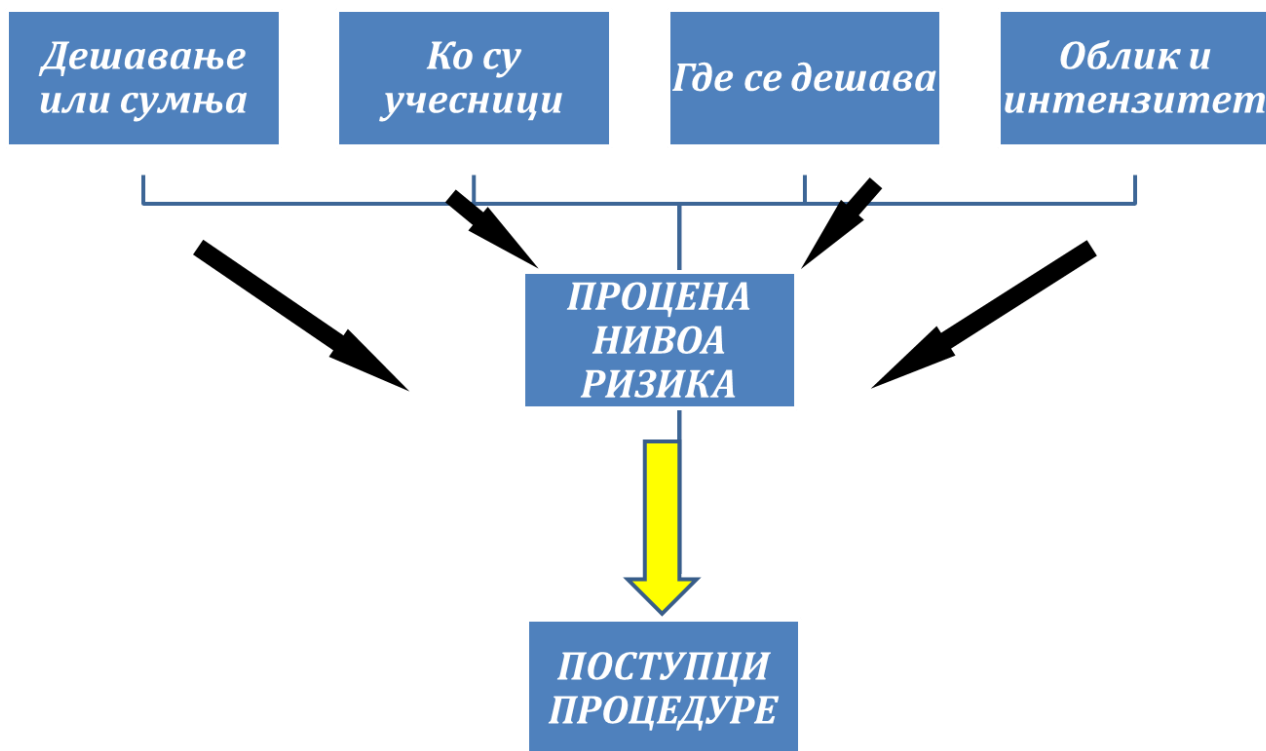 Дешавање
или сумња
Ко су
учесници
Где се дешава
Облик и
интензитет
ПРОЦЕНА
НИВОА
РИЗИКА
ПОСТУПЦИ
ПРОЦЕДУРЕ